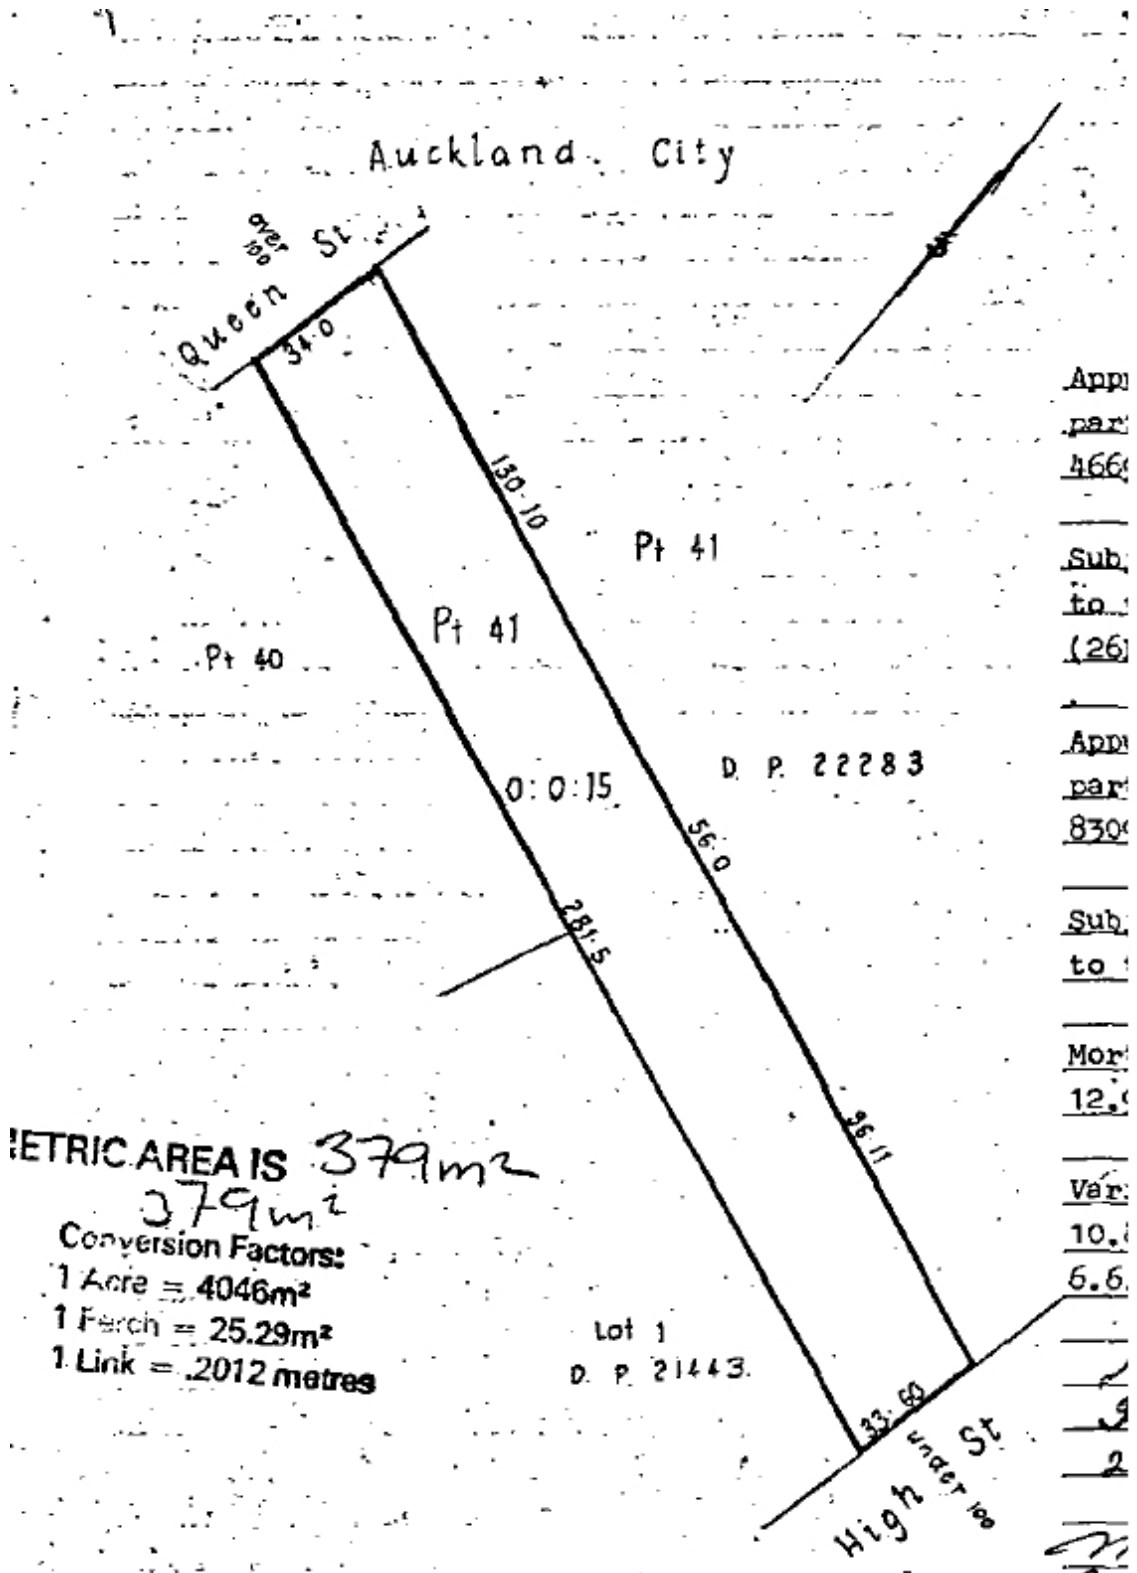 Auckland. City
over
100
Queen St
34.0
130.10
Pt 41
Pt 41
Pt 40
D. P. 22283
0:0:15
56.0
281.5
96.11
METRIC AREA IS 379m²
379m²
Conversion Factors:
1 Acre = 4046m²
1 Perch = 25.29m²
1 Link = .2012 metres
Lot 1
D. P. 21443.
33.60
under 100
High St
App
par
466
Sub
to
(26)
App
par
8309
Sub
to
Mor
12.
Var
10.
6.6.
2